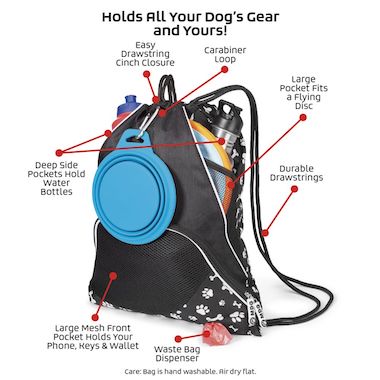 Holds All Your Dog's Gear
and Yours!
Easy
Drawstring
Cinch Closure
Carabiner
Loop
Large
Pocket Fits
a Flying
Disc
Deep Side
Pockets Hold
Water
Bottles
Durable
Drawstrings
Large Mesh Front
Pocket Holds Your
Phone, Keys & Wallet
Waste Bag
Dispenser
Care: Bag is hand washable. Air dry flat.